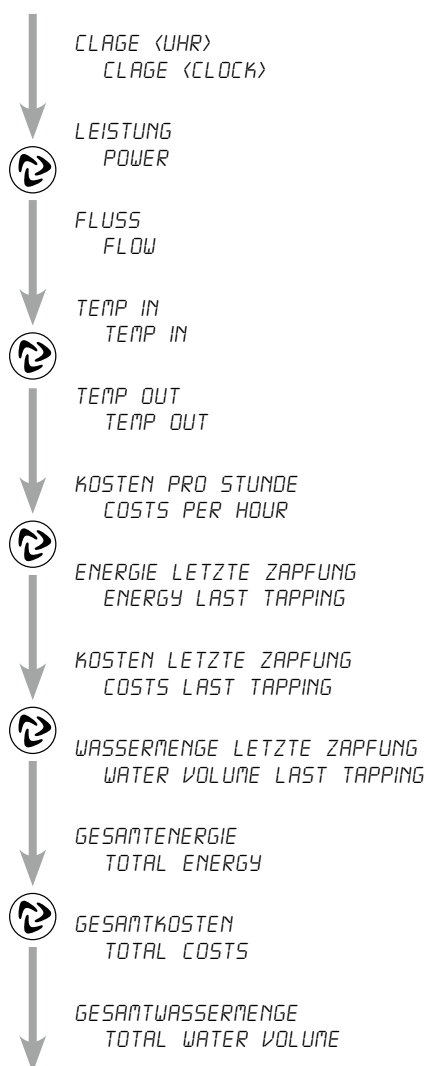 CLAGE <UHR>
CLAGE <CLOCK>
LEISTUNG
POWER
FLUSS
FLOW
TEMP IN
TEMP IN
TEMP OUT
TEMP OUT
KOSTEN PRO STUNDE
COSTS PER HOUR
ENERGIE LETZTE ZAPFUNG
ENERGY LAST TAPPING
KOSTEN LETZTE ZAPFUNG
COSTS LAST TAPPING
WASSERMENGE LETZTE ZAPFUNG
WATER VOLUME LAST TAPPING
GESAMTENERGIE
TOTAL ENERGY
GESAMTKOSTEN
TOTAL COSTS
GESAMTWASSERMENGE
TOTAL WATER VOLUME